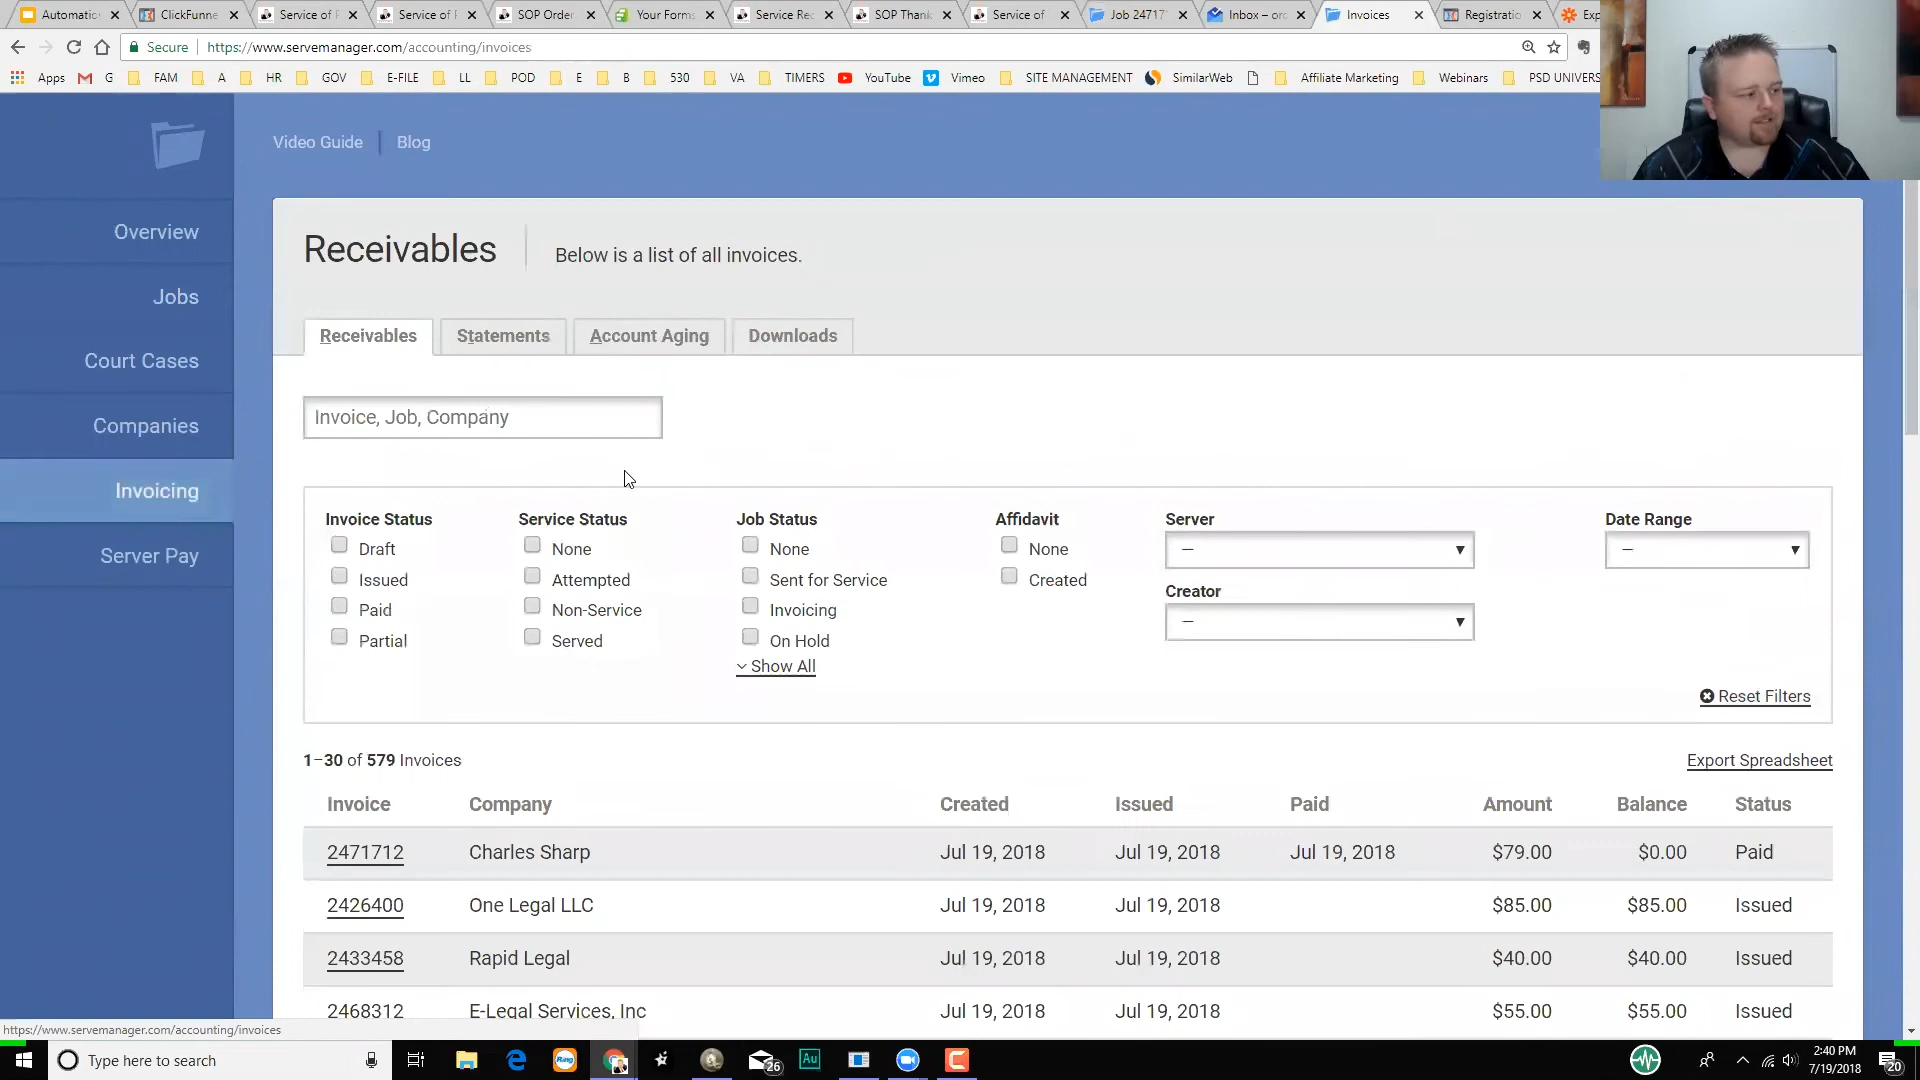 Automatic
ClickFunne
Service of P
Service of P
SOP Order
Your Forms
Service Rec
SOP Thank
Service of
Job 24717
Inbox – orc
Invoices
Registratio
Exp
Secure
https://www.servemanager.com/accounting/invoices
Apps
G
FAM
A
HR
GOV
E-FILE
LL
POD
E
B
530
VA
TIMERS
YouTube
Vimeo
SITE MANAGEMENT
SimilarWeb
Affiliate Marketing
Webinars
PSD UNIVERS
Video Guide
Blog
Overview
Jobs
Court Cases
Companies
Invoicing
Server Pay
Receivables
Below is a list of all invoices.
Receivables
Statements
Account Aging
Downloads
Invoice, Job, Company
Invoice Status
Draft
Issued
Paid
Partial
Service Status
None
Attempted
Non-Service
Served
Job Status
None
Sent for Service
Invoicing
On Hold
Show All
Affidavit
None
Created
Server
—
Creator
—
Date Range
—
Reset Filters
1–30 of 579 Invoices
Export Spreadsheet
Invoice Company Created Issued Paid Amount Balance Status
2471712 Charles Sharp Jul 19, 2018 Jul 19, 2018 Jul 19, 2018 $79.00 $0.00 Paid
2426400 One Legal LLC Jul 19, 2018 Jul 19, 2018 $85.00 $85.00 Issued
2433458 Rapid Legal Jul 19, 2018 Jul 19, 2018 $40.00 $40.00 Issued
2468312 E-Legal Services, Inc Jul 19, 2018 Jul 19, 2018 $55.00 $55.00 Issued
https://www.servemanager.com/accounting/invoices
Type here to search
Ring
26
Au
2:40 PM
7/19/2018
20